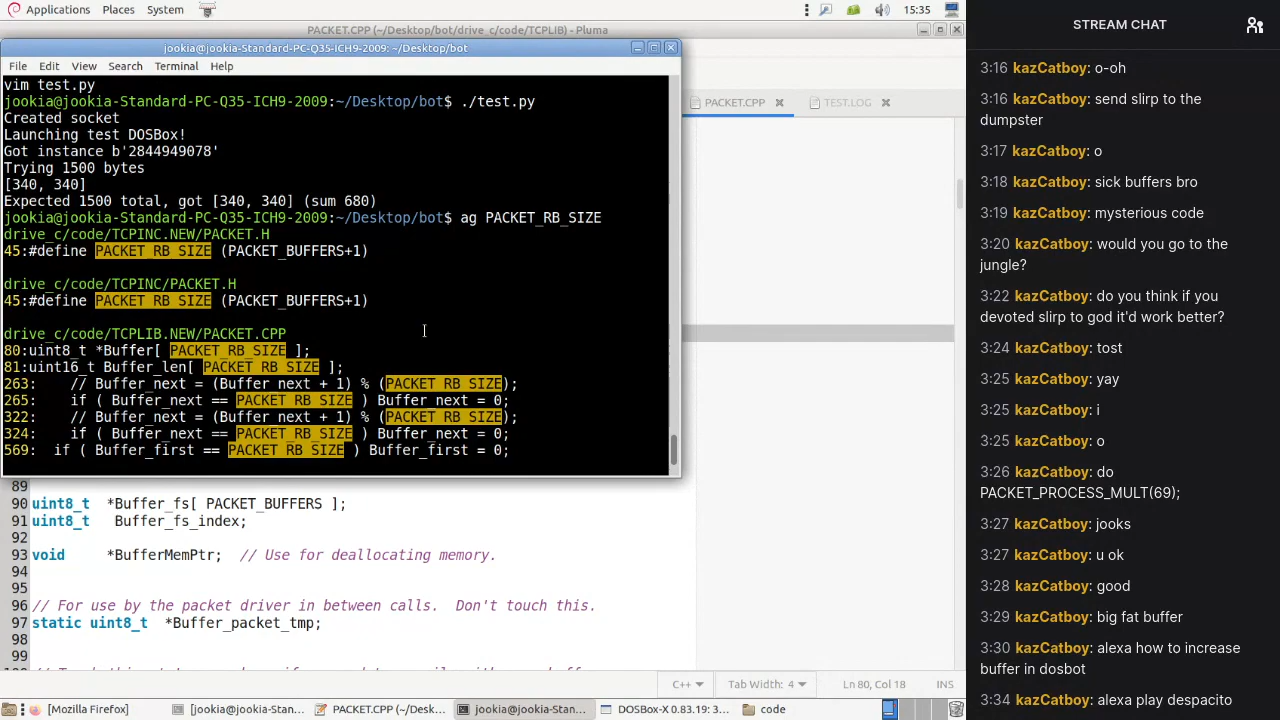 Applications Places System 15:35
PACKET.CPP (~/Desktop/bot/drive_c/code/TCPLIB) - Pluma
jookia@jookia-Standard-PC-Q35-ICH9-2009: ~/Desktop/bot
File Edit View Search Terminal Help
PACKET.CPP TEST.LOG
vim test.py
jookia@jookia-Standard-PC-Q35-ICH9-2009:~/Desktop/bot$ ./test.py
Created socket
Launching test DOSBox!
Got instance b'2844949078'
Trying 1500 bytes
[340, 340]
Expected 1500 total, got [340, 340] (sum 680)
jookia@jookia-Standard-PC-Q35-ICH9-2009:~/Desktop/bot$ ag PACKET_RB_SIZE
drive_c/code/TCPINC.NEW/PACKET.H
45:#define PACKET_RB_SIZE (PACKET_BUFFERS+1)
drive_c/code/TCPINC/PACKET.H
45:#define PACKET_RB_SIZE (PACKET_BUFFERS+1)
drive_c/code/TCPLIB.NEW/PACKET.CPP
80:uint8_t *Buffer[ PACKET_RB_SIZE ];
81:uint16_t Buffer_len[ PACKET_RB_SIZE ];
263: // Buffer_next = (Buffer_next + 1) % (PACKET_RB_SIZE);
265: if ( Buffer_next == PACKET_RB_SIZE ) Buffer_next = 0;
322: // Buffer_next = (Buffer_next + 1) % (PACKET_RB_SIZE);
324: if ( Buffer_next == PACKET_RB_SIZE ) Buffer_next = 0;
569: if ( Buffer_first == PACKET_RB_SIZE ) Buffer_first = 0;
89
90 uint8_t *Buffer_fs[ PACKET_BUFFERS ];
91 uint8_t Buffer_fs_index;
92
93 void *BufferMemPtr; // Use for deallocating memory.
94
95
96 // For use by the packet driver in between calls. Don't touch this.
97 static uint8_t *Buffer_packet_tmp;
98
99
C++ Tab Width: 4 Ln 80, Col 18 INS
[Mozilla Firefox] [jookia@jookia-Stan... PACKET.CPP (~/Desk... jookia@jookia-Stan... DOSBox-X 0.83.19: 3... code
STREAM CHAT
3:16 kazCatboy: o-oh
3:16 kazCatboy: send slirp to the
dumpster
3:17 kazCatboy: o
3:18 kazCatboy: sick buffers bro
3:19 kazCatboy: mysterious code
3:20 kazCatboy: would you go to the
jungle?
3:22 kazCatboy: do you think if you
devoted slirp to god it'd work better?
3:24 kazCatboy: tost
3:25 kazCatboy: yay
3:25 kazCatboy: i
3:25 kazCatboy: o
3:26 kazCatboy: do
PACKET_PROCESS_MULT(69);
3:27 kazCatboy: jooks
3:27 kazCatboy: u ok
3:28 kazCatboy: good
3:29 kazCatboy: big fat buffer
3:30 kazCatboy: alexa how to increase
buffer in dosbot
3:34 kazCatboy: alexa play despacito